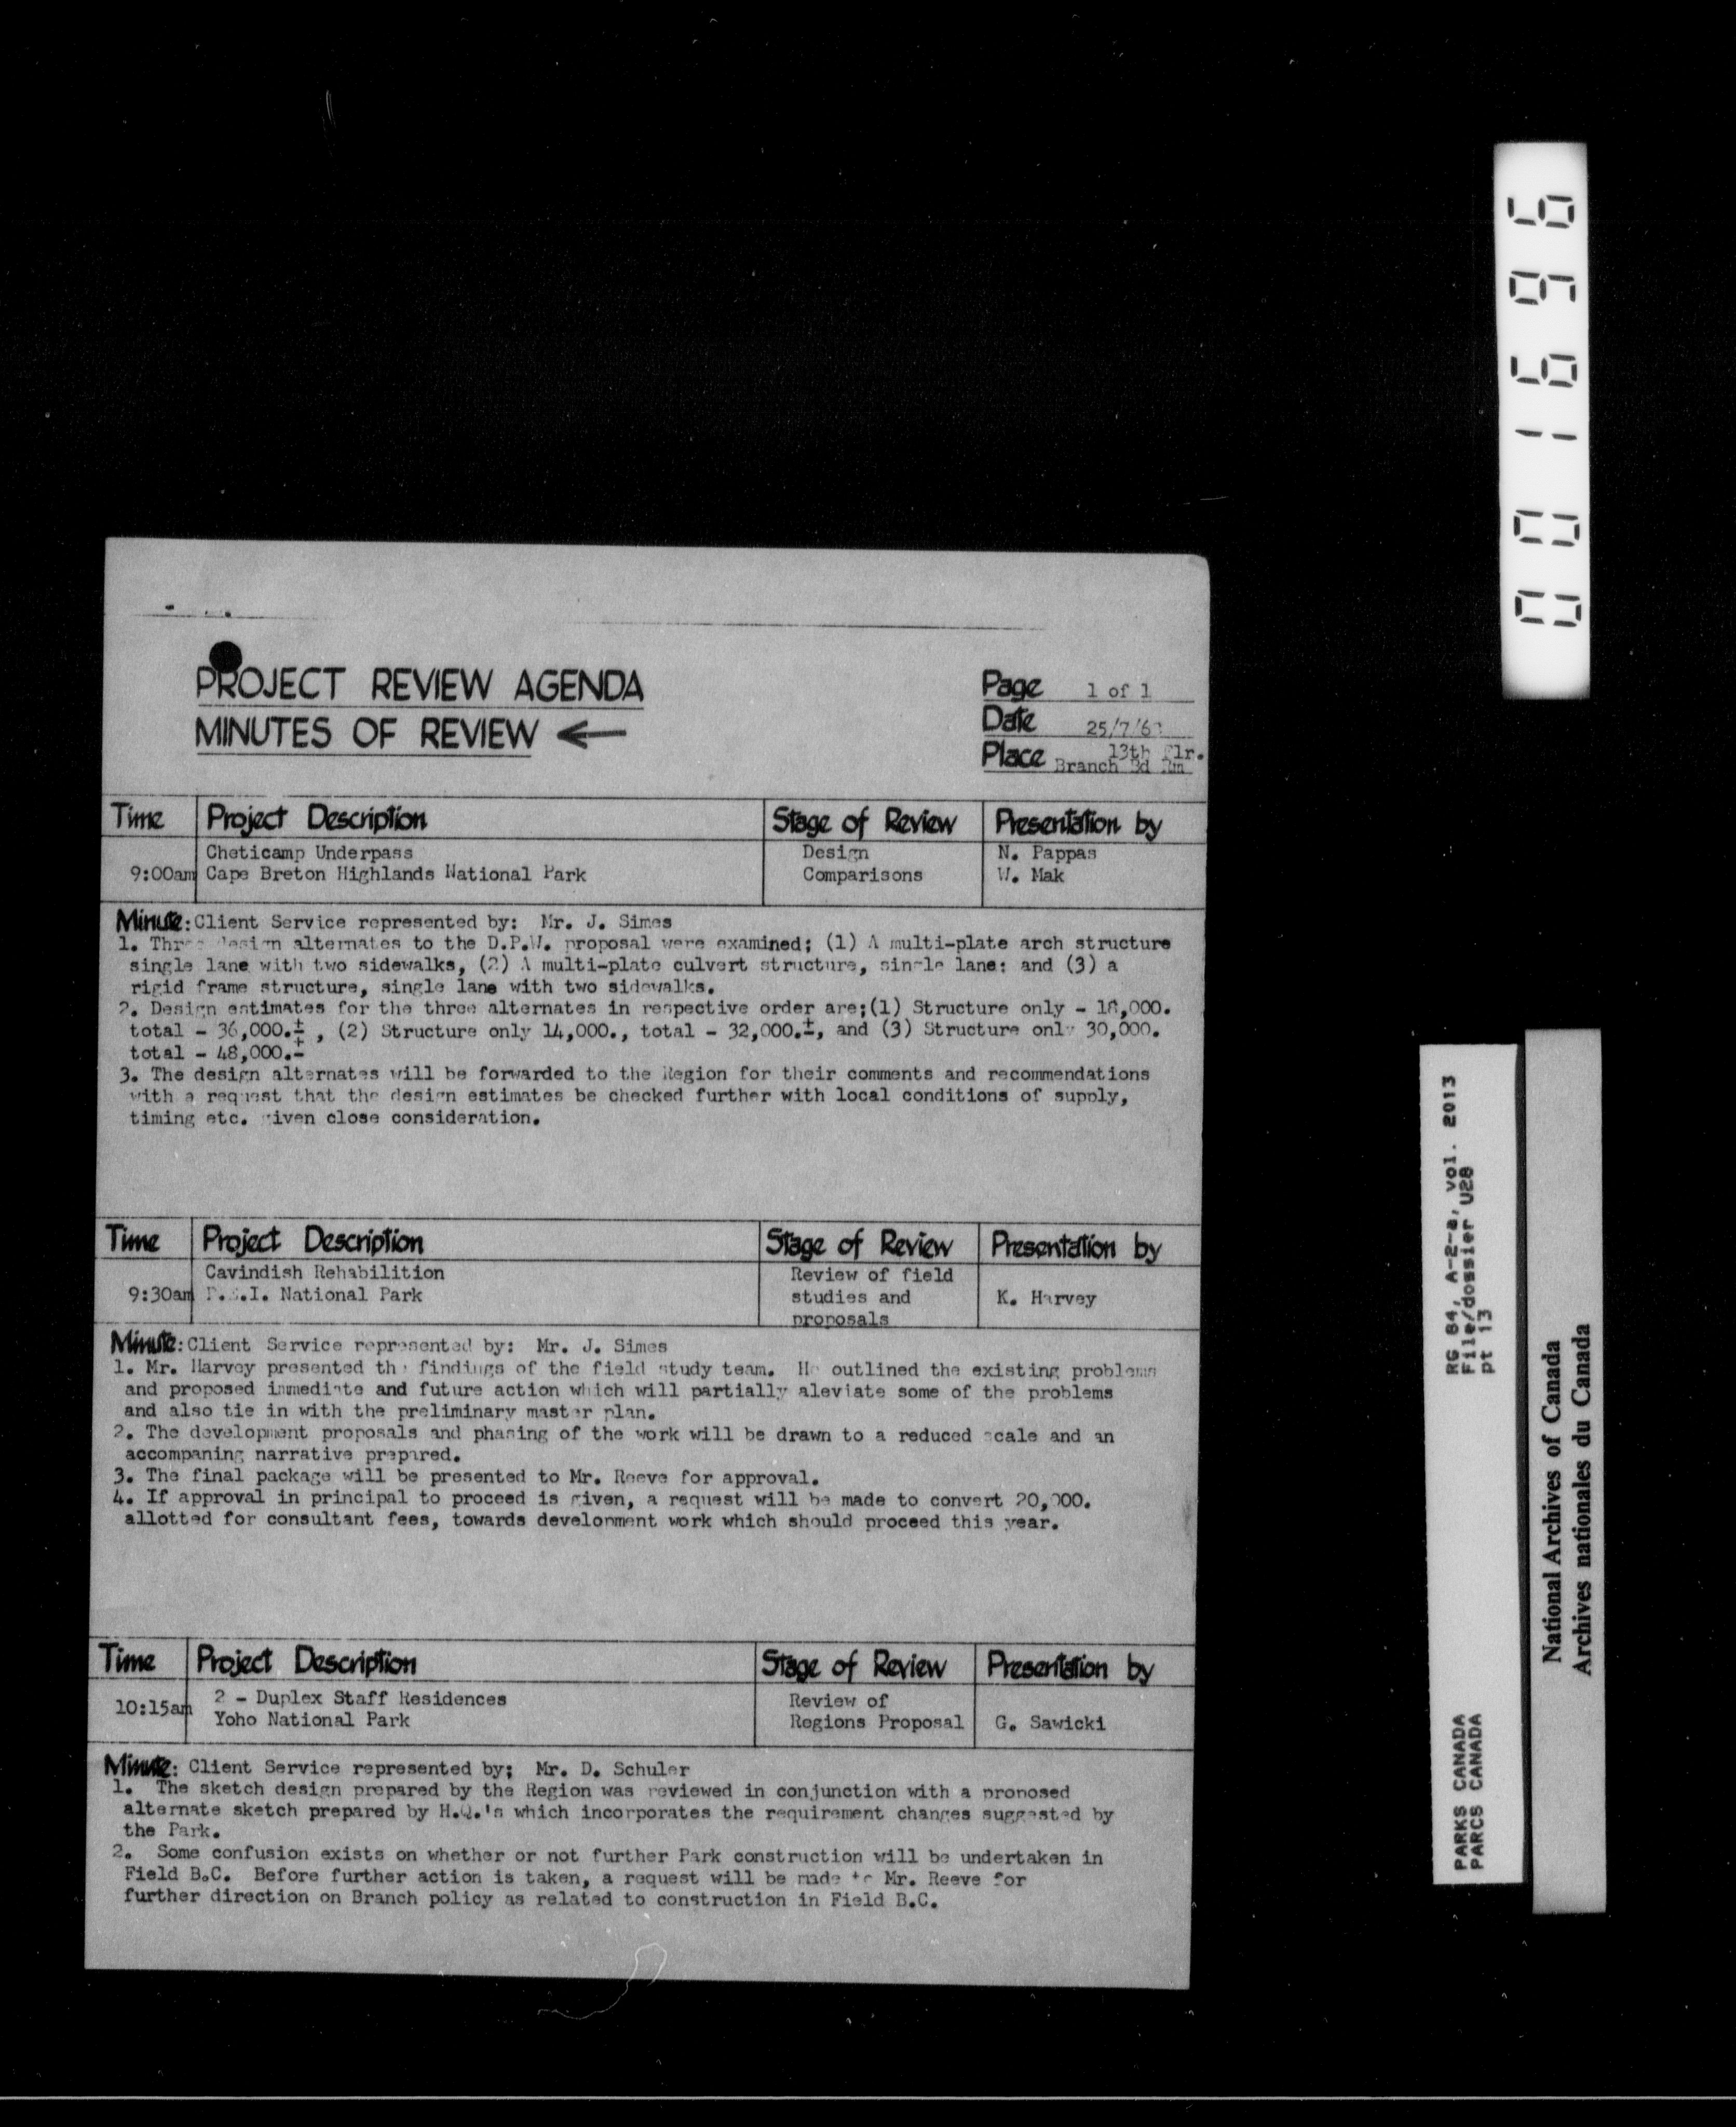 PROJECT REVIEW AGENDA
MINUTES OF REVIEW ←
Page 1 of 1
Date 25/7/6
Place 13th Flr.
Branch Bd Rm
Time Project Description Stage of Review Presentation by
Cheticamp Underpass Design N. Pappas
9:00am Cape Breton Highlands National Park Comparisons W. Mak
Minute: Client Service represented by: Mr. J. Simes
1. Three design alternates to the D.P.W. proposal were examined; (1) A multi-plate arch structure
single lane with two sidewalks, (2) A multi-plate culvert structure, single lane: and (3) a
rigid frame structure, single lane with two sidewalks.
2. Design estimates for the three alternates in respective order are;(1) Structure only - 18,000.
total - 36,000.± , (2) Structure only 14,000., total - 32,000.±, and (3) Structure only 30,000.
total - 48,000.±
3. The design alternates will be forwarded to the Region for their comments and recommendations
with a request that the design estimates be checked further with local conditions of supply,
timing etc. given close consideration.
Time Project Description Stage of Review Presentation by
Cavindish Rehabilition Review of field
9:30am P.E.I. National Park studies and K. Harvey
proposals
Minute: Client Service represented by: Mr. J. Simes
1. Mr. Harvey presented the findings of the field study team. He outlined the existing problems
and proposed immediate and future action which will partially aleviate some of the problems
and also tie in with the preliminary master plan.
2. The development proposals and phasing of the work will be drawn to a reduced scale and an
accompaning narrative prepared.
3. The final package will be presented to Mr. Reeve for approval.
4. If approval in principal to proceed is given, a request will be made to convert 20,000.
allotted for consultant fees, towards development work which should proceed this year.
Time Project Description Stage of Review Presentation by
2 - Duplex Staff Residences Review of
10:15am Yoho National Park Regions Proposal G. Sawicki
Minute: Client Service represented by; Mr. D. Schuler
1. The sketch design prepared by the Region was reviewed in conjunction with a proposed
alternate sketch prepared by H.Q.'s which incorporates the requirement changes suggested by
the Park.
2. Some confusion exists on whether or not further Park construction will be undertaken in
Field B.C. Before further action is taken, a request will be made to Mr. Reeve for
further direction on Branch policy as related to construction in Field B.C.
001696
RG 84, A-2-a, vol. 2013
File/dossier U28
pt 13
PARKS CANADA
PARCS CANADA
National Archives of Canada
Archives nationales du Canada